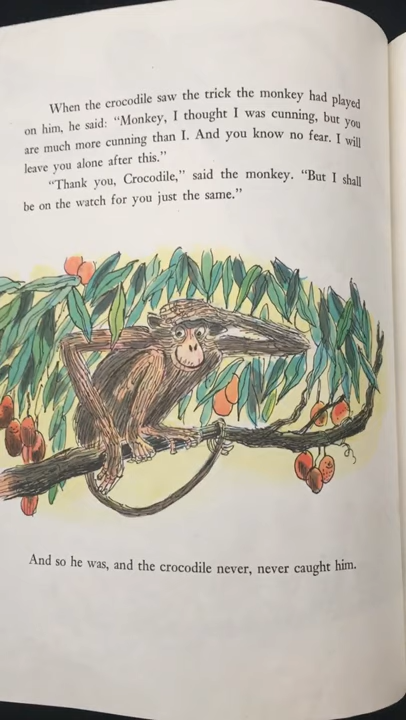 When the crocodile saw the trick the monkey had played
on him, he said: “Monkey, I thought I was cunning, but you
are much more cunning than I. And you know no fear. I will
leave you alone after this.”
“Thank you, Crocodile,” said the monkey. “But I shall
be on the watch for you just the same.”
And so he was, and the crocodile never, never caught him.